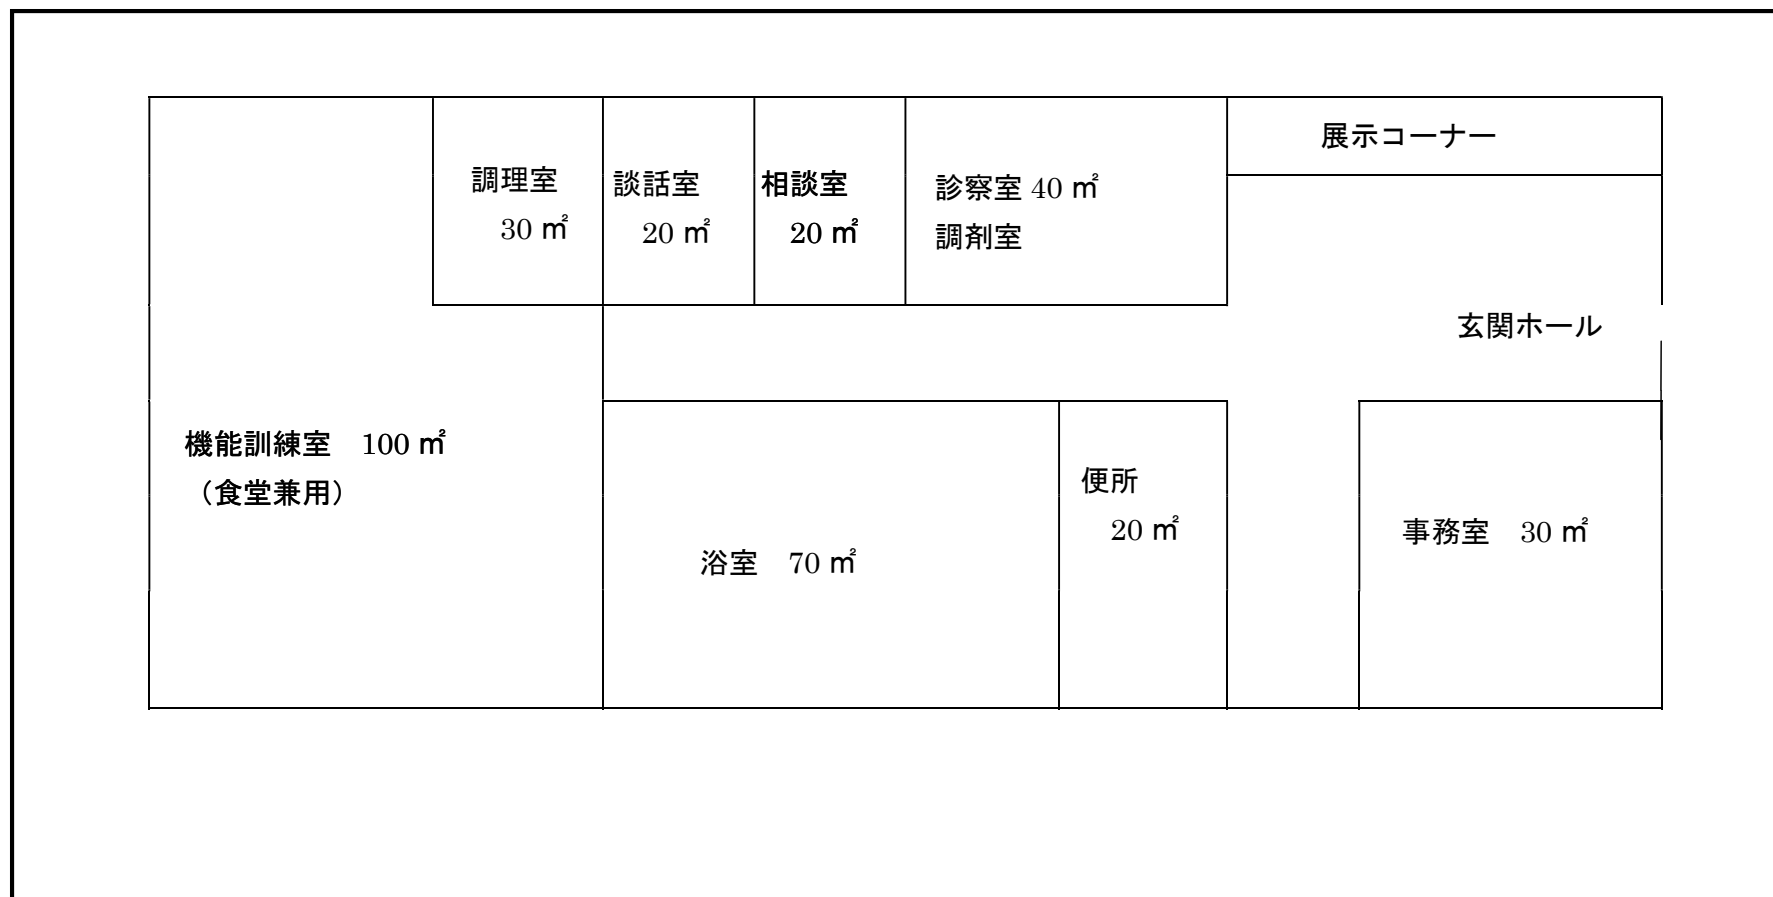 展示コーナー
調理室
30 ㎡
談話室
20 ㎡
相談室
20 ㎡
診察室 40 ㎡
調剤室
玄関ホール
機能訓練室　100 ㎡
（食堂兼用）
浴室　70 ㎡
便所
20 ㎡
事務室　30 ㎡